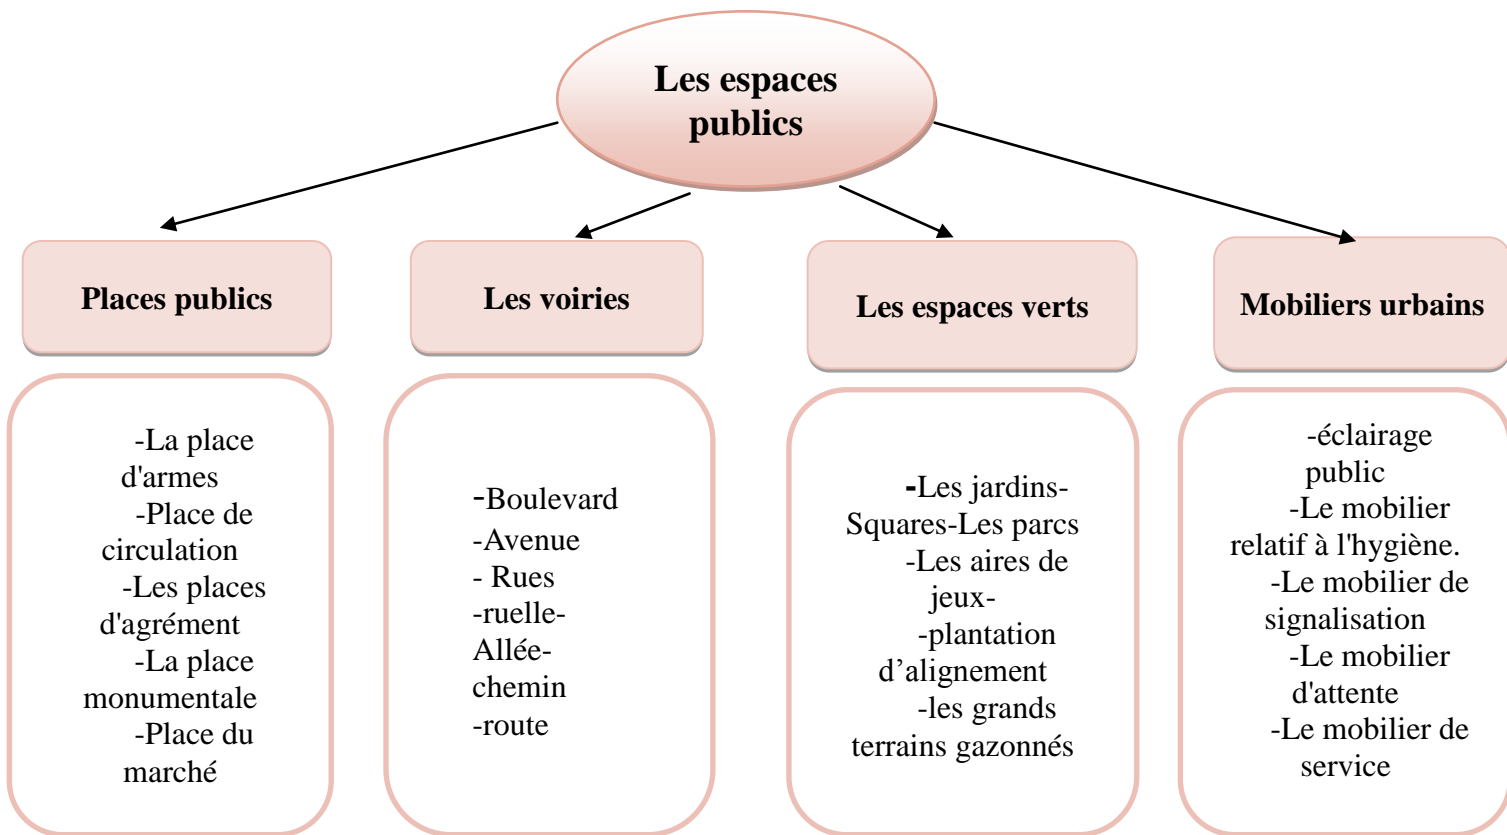 Les espaces
publics
Places publics
Les voiries
Les espaces verts
Mobiliers urbains
-La place
d'armes
-Place de
circulation
-Les places
d'agrément
-La place
monumentale
-Place du
marché
-Boulevard
-Avenue
- Rues
-ruelle-
Allée-
chemin
-route
-Les jardins-
Squares-Les parcs
-Les aires de
jeux-
-plantation
d’alignement
-les grands
terrains gazonnés
-éclairage
public
-Le mobilier
relatif à l'hygiène.
-Le mobilier de
signalisation
-Le mobilier
d'attente
-Le mobilier de
service